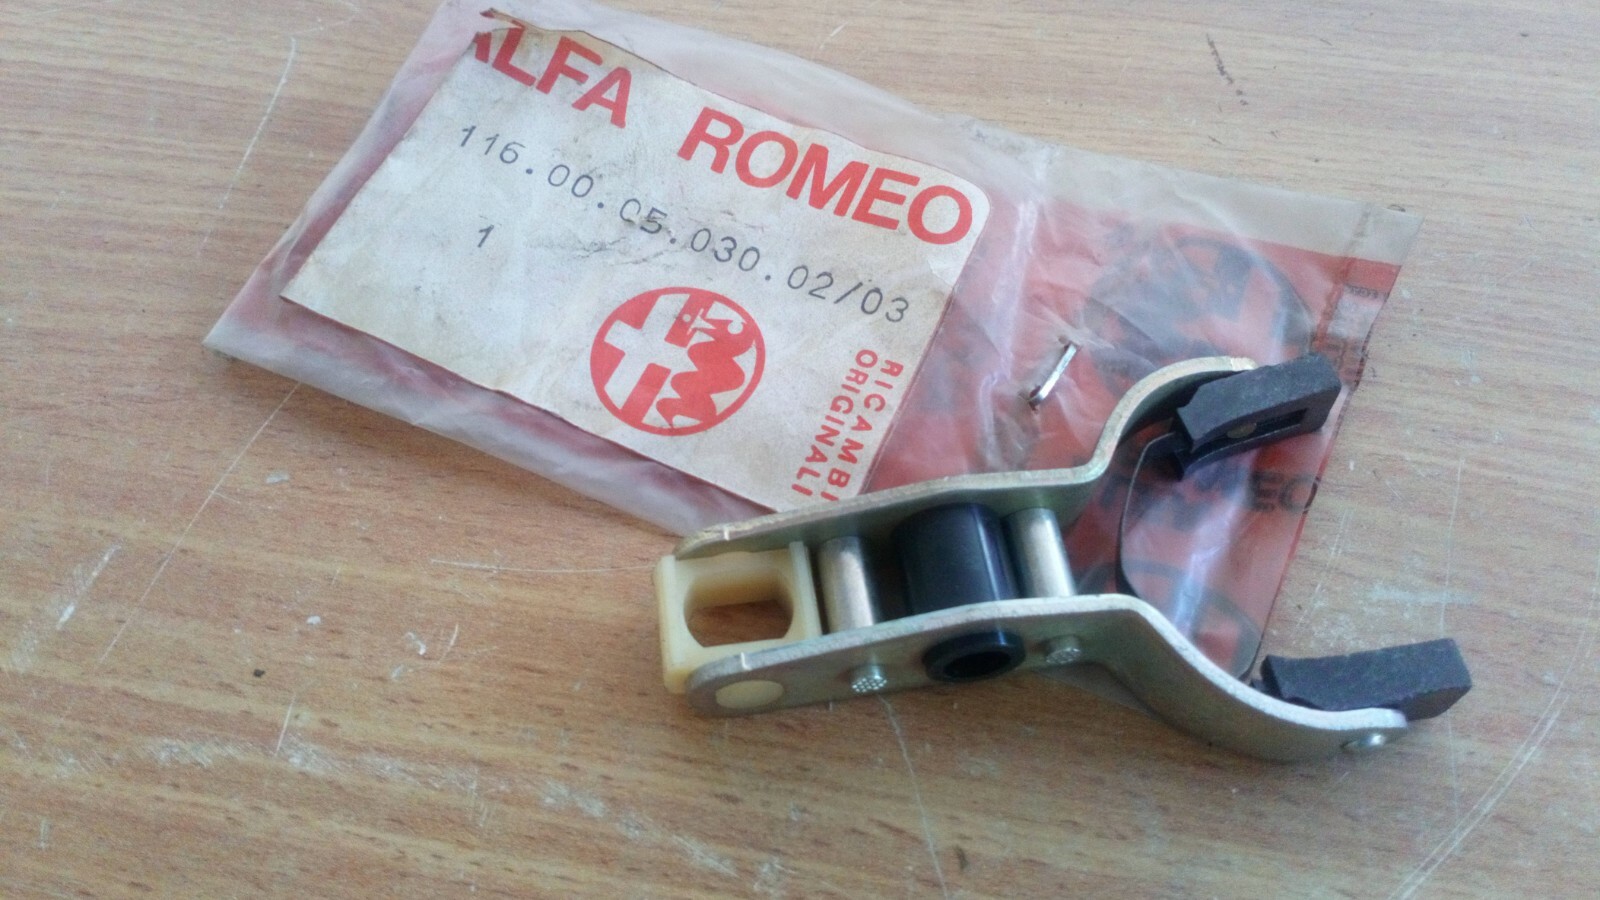 ALFA ROMEO
116.00.05.030.02/03
1
RICAMBI
ORIGINALI